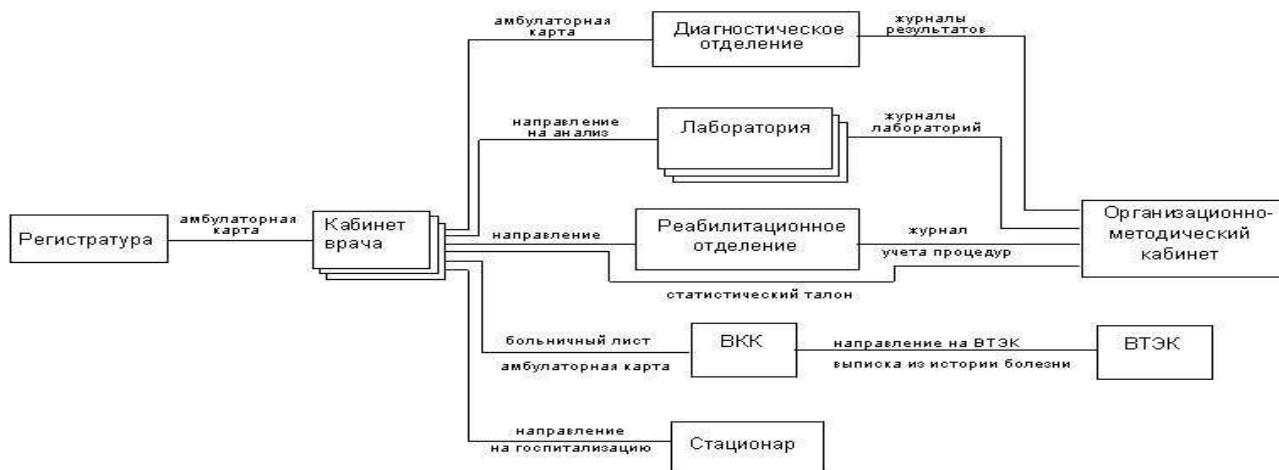 амбулаторная
карта
Диагностическое
отделение
журналы
результатов
направление
на анализ
Лаборатория
журналы
лабораторий
Регистратура
амбулаторная
карта
Кабинет
врача
направление
Реабилитационное
отделение
журнал
учета процедур
Организационно-
методический
кабинет
статистический талон
больничный лист
амбулаторная карта
ВКК
направление на ВТЭК
выписка из истории болезни
ВТЭК
направление
на госпитализацию
Стационар